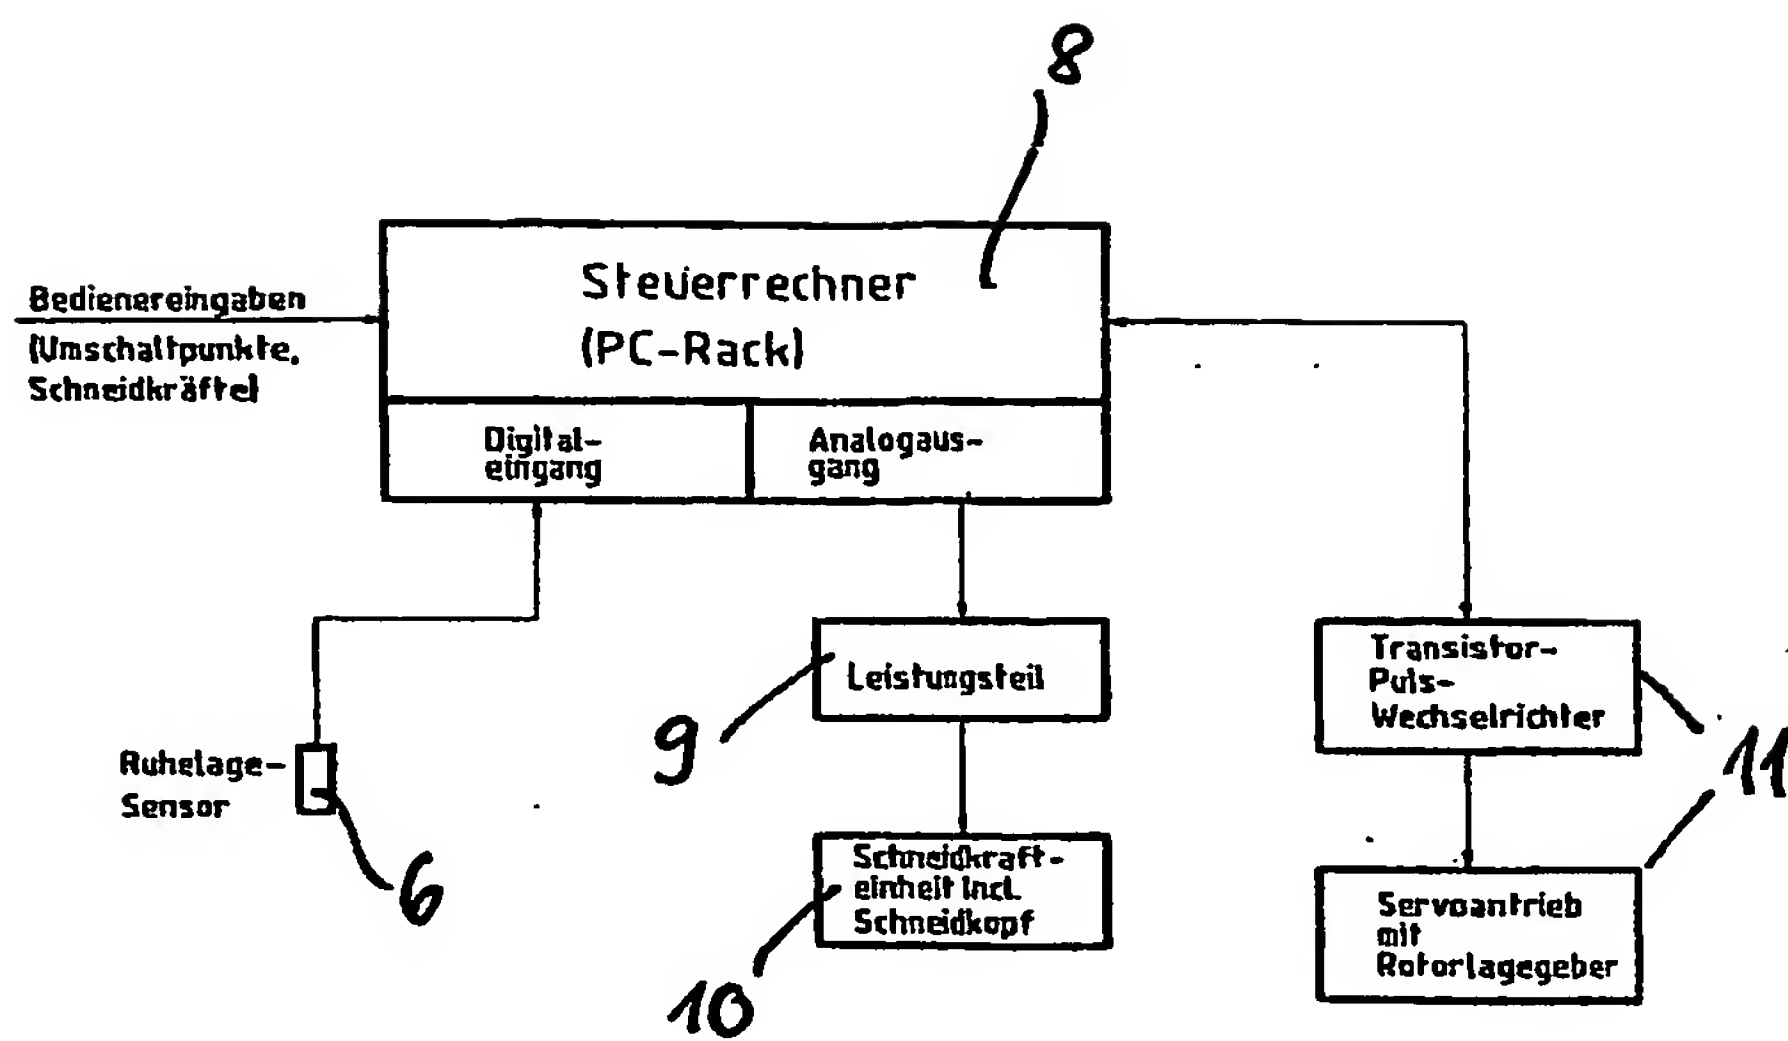 8
Steuerrechner
(PC-Rack)
Bedienereingaben
(Umschaltpunkte,
Schneidkräfte)
Digital-
eingang
Analogaus-
gang
Leistungsteil
9
Transistor-
Puls-
Wechselrichter
11
Ruhelage-
Sensor
6
Schneidkraft-
einheit incl.
Schneidkopf
10
Servoantrieb
mit
Rotorlagegeber